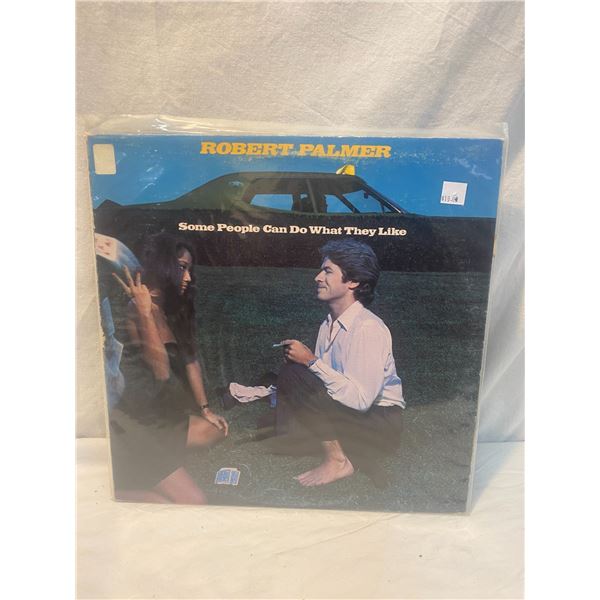 ROBERT PALMER
Some People Can Do What They Like